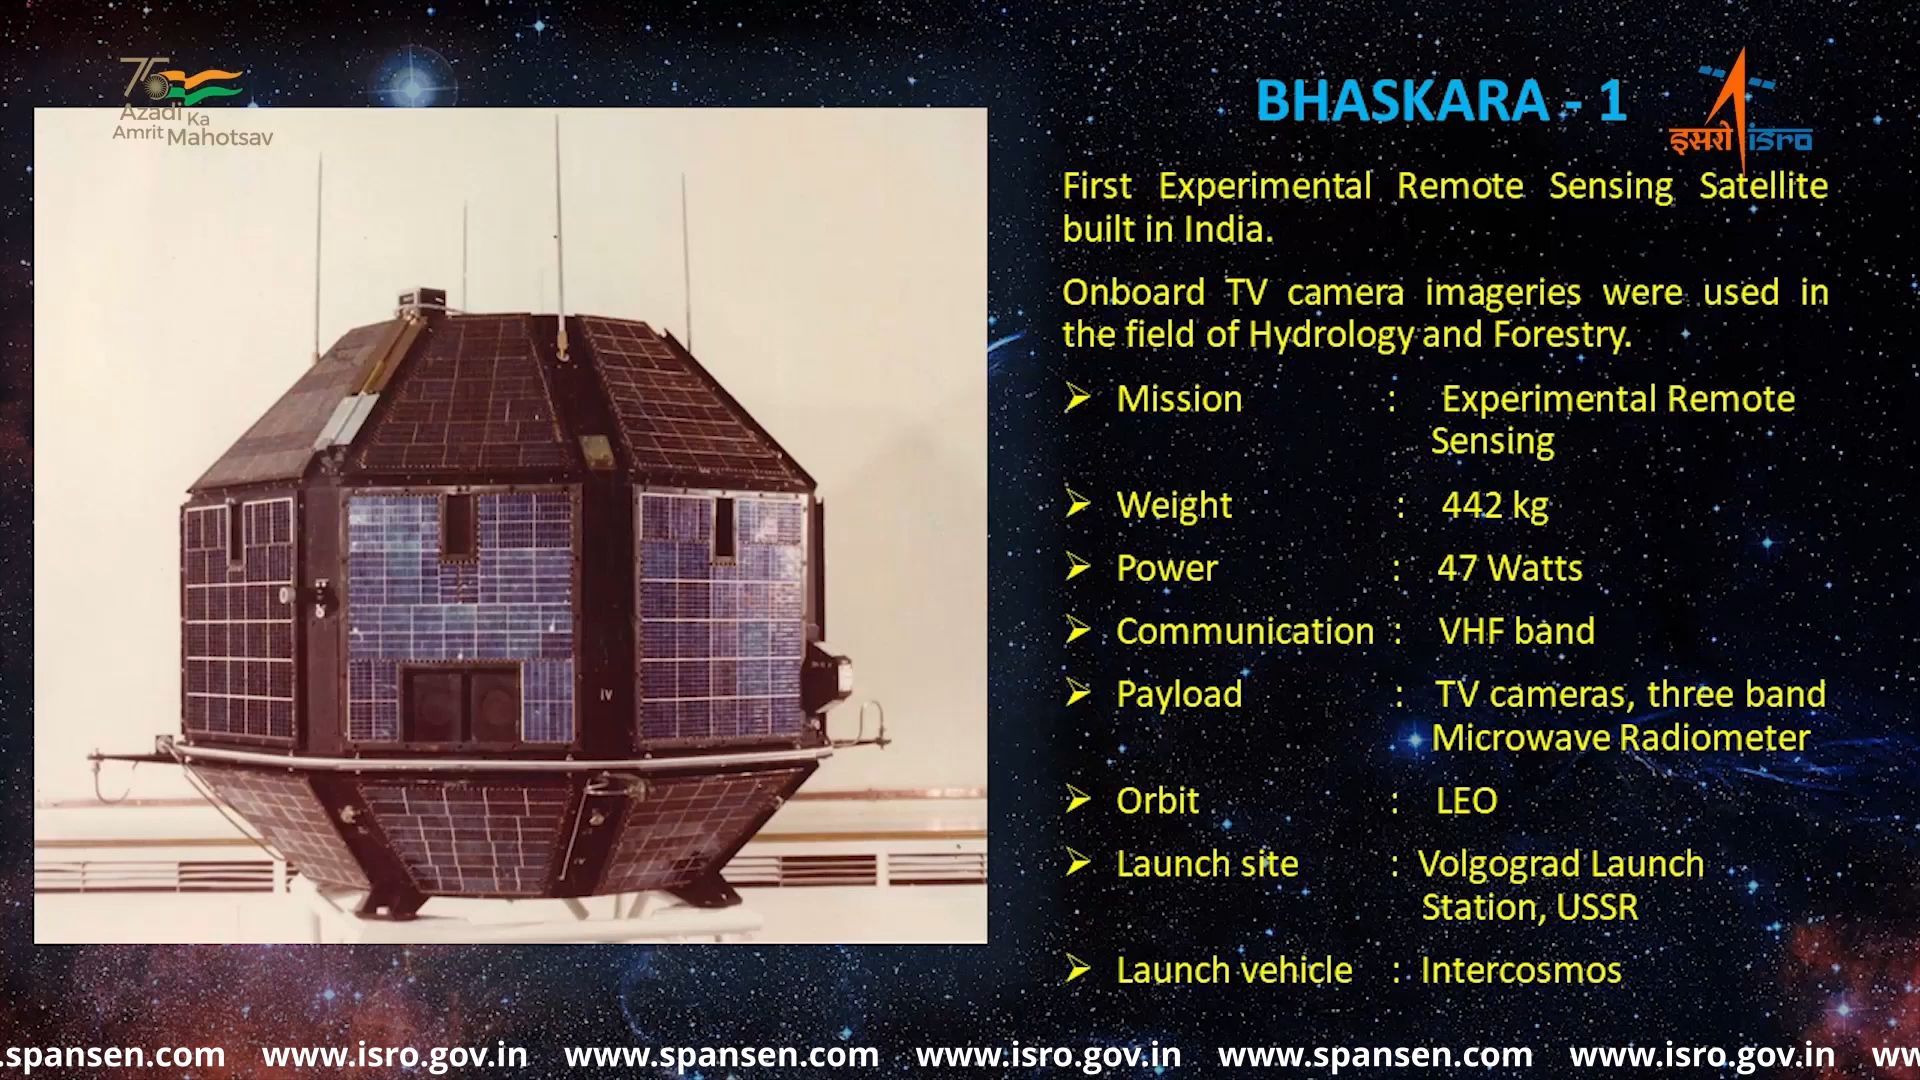 75
Azadi Ka
Amrit Mahotsav
BHASKARA - 1
इसरो isro
First Experimental Remote Sensing Satellite
built in India.
Onboard TV camera imageries were used in
the field of Hydrology and Forestry.
➢ Mission : Experimental Remote
Sensing
➢ Weight : 442 kg
➢ Power : 47 Watts
➢ Communication : VHF band
➢ Payload : TV cameras, three band
Microwave Radiometer
➢ Orbit : LEO
➢ Launch site : Volgograd Launch
Station, USSR
➢ Launch vehicle : Intercosmos
IV
.spansen.com www.isro.gov.in www.spansen.com www.isro.gov.in www.spansen.com www.isro.gov.in ww